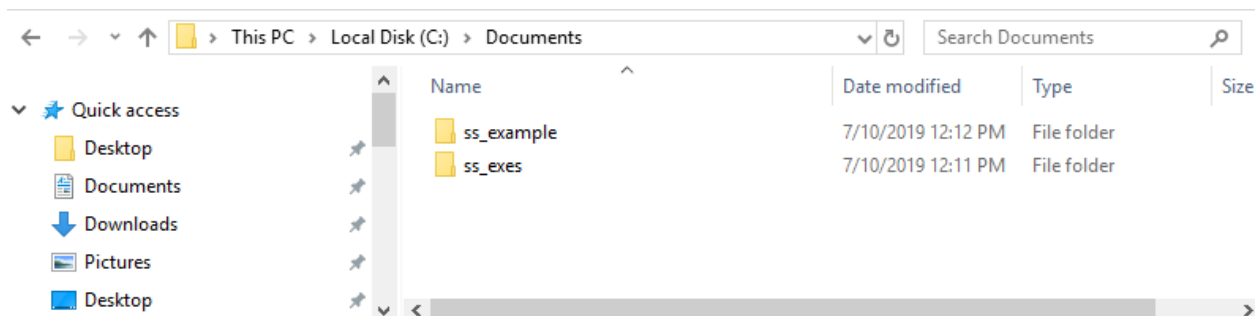 This PC > Local Disk (C:) > Documents
Search Documents
Name Date modified Type Size
Quick access
Desktop
Documents
Downloads
Pictures
Desktop
ss_example 7/10/2019 12:12 PM File folder
ss_exes 7/10/2019 12:11 PM File folder